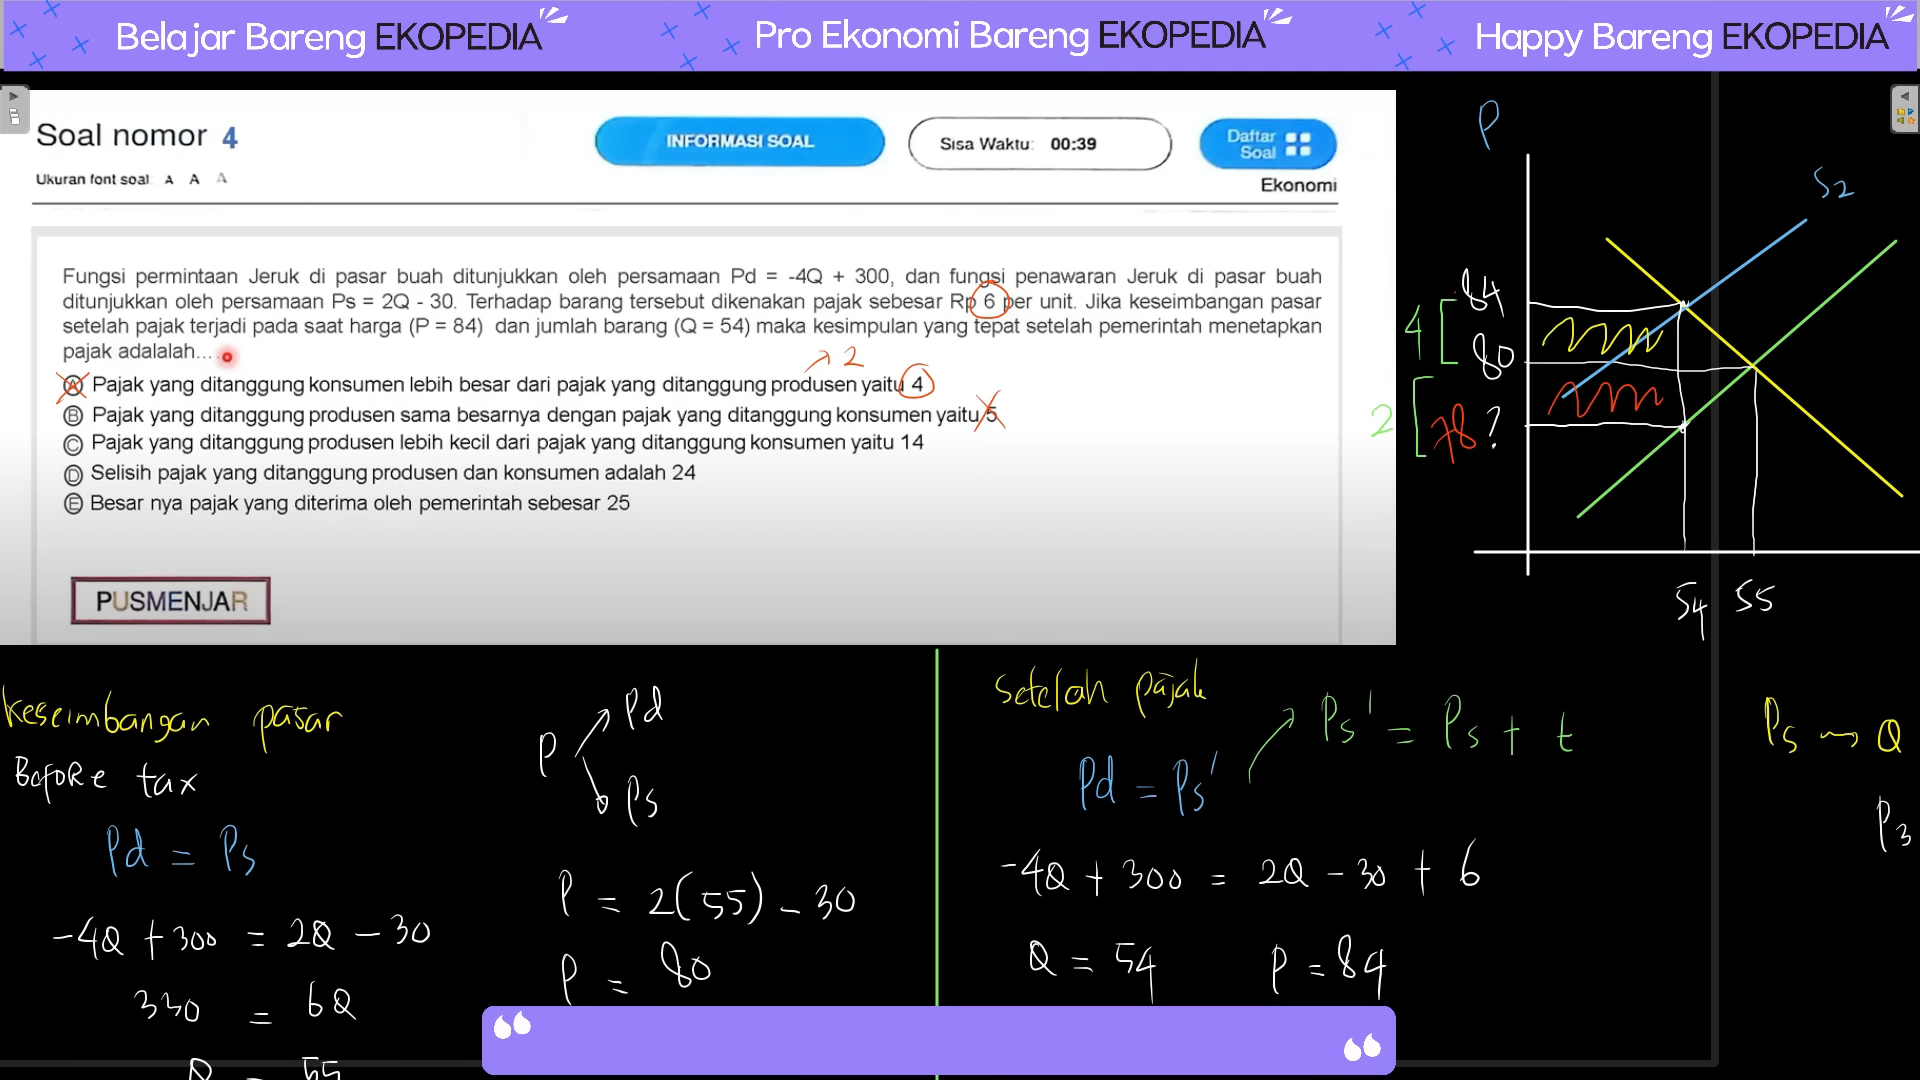 Belajar Bareng EKOPEDIA
Pro Ekonomi Bareng EKOPEDIA
Happy Bareng EKOPEDIA
Soal nomor 4
INFORMASI SOAL
Sisa Waktu: 00:39
Daftar Soal
Ukuran font soal A A A
Ekonomi
Fungsi permintaan Jeruk di pasar buah ditunjukkan oleh persamaan Pd = -4Q + 300, dan fungsi penawaran Jeruk di pasar buah
ditunjukkan oleh persamaan Ps = 2Q - 30. Terhadap barang tersebut dikenakan pajak sebesar Rp 6 per unit. Jika keseimbangan pasar
setelah pajak terjadi pada saat harga (P = 84) dan jumlah barang (Q = 54) maka kesimpulan yang tepat setelah pemerintah menetapkan
pajak adalalah...
2
A Pajak yang ditanggung konsumen lebih besar dari pajak yang ditanggung produsen yaitu 4
B Pajak yang ditanggung produsen sama besarnya dengan pajak yang ditanggung konsumen yaitu 5
C Pajak yang ditanggung produsen lebih kecil dari pajak yang ditanggung konsumen yaitu 14
D Selisih pajak yang ditanggung produsen dan konsumen adalah 24
E Besar nya pajak yang diterima oleh pemerintah sebesar 25
PUSMENJAR
P
S2
84
4 80
2 78 ?
54 55
keseimbangan pasar
Before tax
Pd = Ps
-4Q + 300 = 2Q - 30
330 = 6Q
Q = 55
P Pd
Ps
P = 2(55) - 30
P = 80
Setelah pajak
Ps' = Ps + t
Pd = Ps'
-4Q + 300 = 2Q - 30 + 6
Q = 54 P = 84
Ps → Q
P3